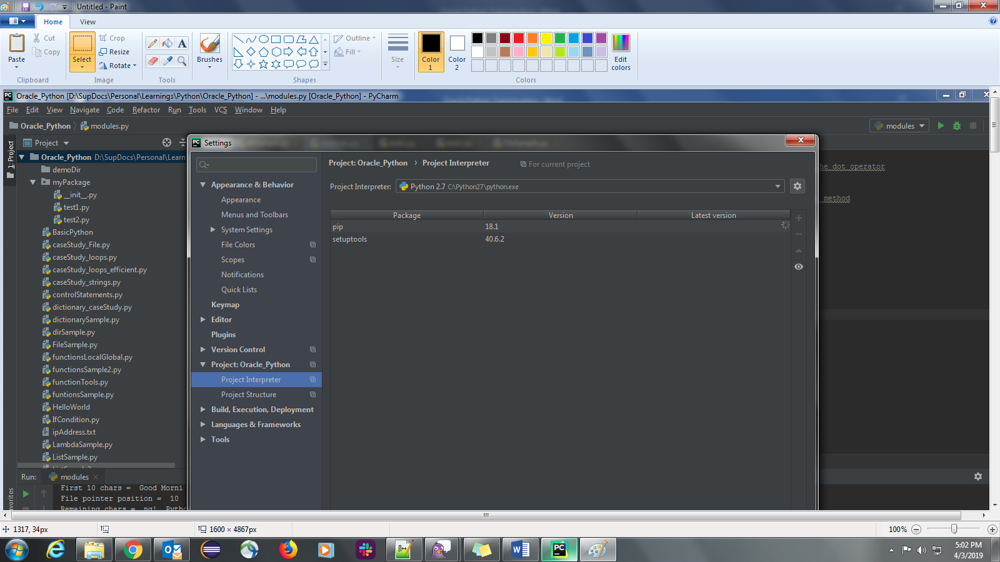 Untitled - Paint
Home
View
Paste
Cut
Copy
Clipboard
Select
Crop
Resize
Rotate
Image
A
Tools
Brushes
Outline
Fill
Shapes
Size
Color 1
Color 2
Edit colors
Colors
PC Oracle_Python [D:\SupDocs\Personal\Learnings\Python\Oracle_Python] - ...\modules.py [Oracle_Python] - PyCharm
File Edit View Navigate Code Refactor Run Tools VCS Window Help
Oracle_Python modules.py
modules
1: Project
Project
Oracle_Python D:\SupDocs\Personal\Learn
demoDir
myPackage
__init__.py
test1.py
test2.py
BasicPython
caseStudy_File.py
caseStudy_loops.py
caseStudy_loops_efficient.py
caseStudy_strings.py
controlStatements.py
dictionary_caseStudy.py
dictionarySample.py
dirSample.py
FileSample.py
functionsLocalGlobal.py
functionsSample2.py
functionTools.py
funtionsSample.py
HelloWorld
IfCondition.py
ipAddress.txt
LambdaSample.py
ListSample.py
PC Settings
Appearance & Behavior
Appearance
Menus and Toolbars
System Settings
File Colors
Scopes
Notifications
Quick Lists
Keymap
Editor
Plugins
Version Control
Project: Oracle_Python
Project Interpreter
Project Structure
Build, Execution, Deployment
Languages & Frameworks
Tools
Project: Oracle_Python › Project Interpreter
For current project
Project Interpreter: Python 2.7 C:\Python27\python.exe
Package Version Latest version
pip 18.1
setuptools 40.6.2
he dot operator
method
Run: modules
First 10 chars = Good Morni
File pointer position = 10
Remaining chars = ng! Pytho
avorites
1317, 34px
1600 × 4867px
100%
5:02 PM
4/3/2019